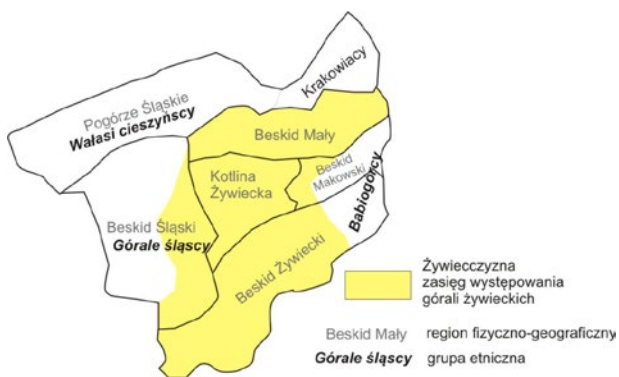 Krakowiacy
Pogórze Śląskie
Wałasi cieszyńscy
Beskid Mały
Kotlina
Żywiecka
Beskid
Makowski
Babiogórcy
Beskid Śląski
Górale śląscy
Beskid Żywiecki
Żywiecczyzna
zasięg występowania
górali żywieckich
Beskid Mały region fizyczno-geograficzny
Górale śląscy grupa etniczna